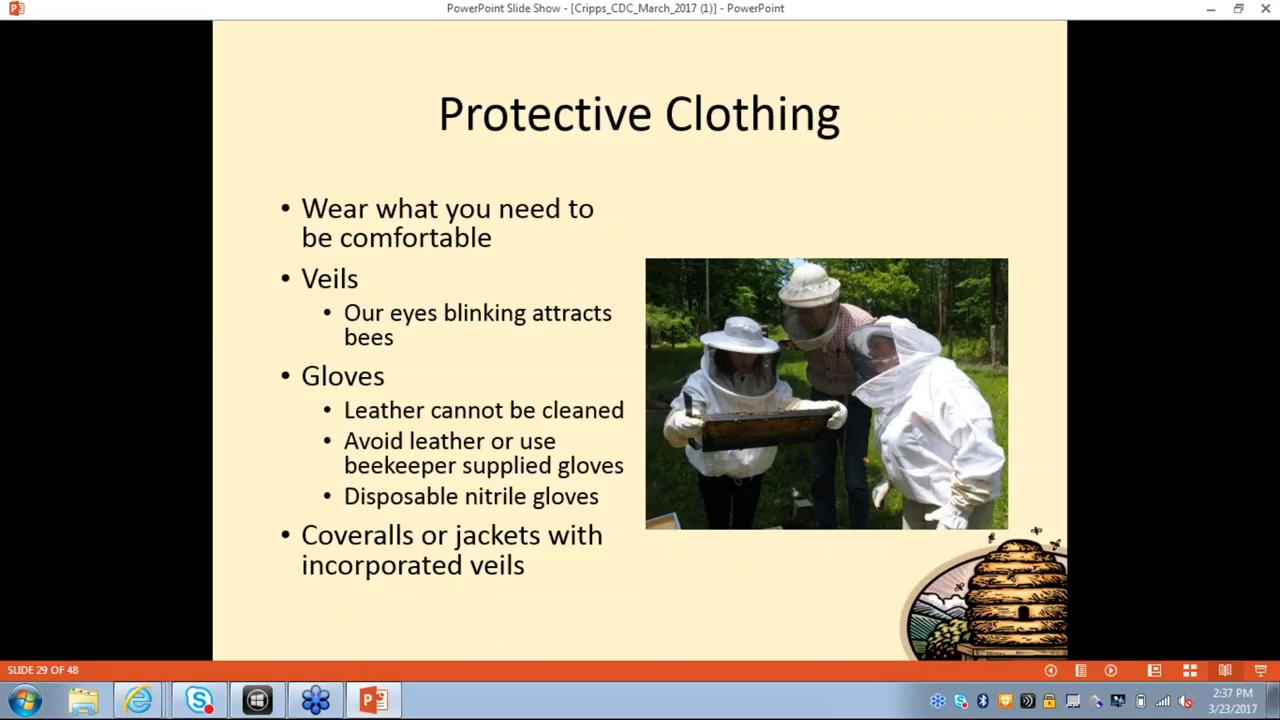 PowerPoint Slide Show - [Cripps_CDC_March_2017 (1)] - PowerPoint
Protective Clothing
• Wear what you need to
be comfortable
• Veils
• Our eyes blinking attracts
bees
• Gloves
• Leather cannot be cleaned
• Avoid leather or use
beekeeper supplied gloves
• Disposable nitrile gloves
• Coveralls or jackets with
incorporated veils
SLIDE 29 OF 48
2:37 PM
3/23/2017